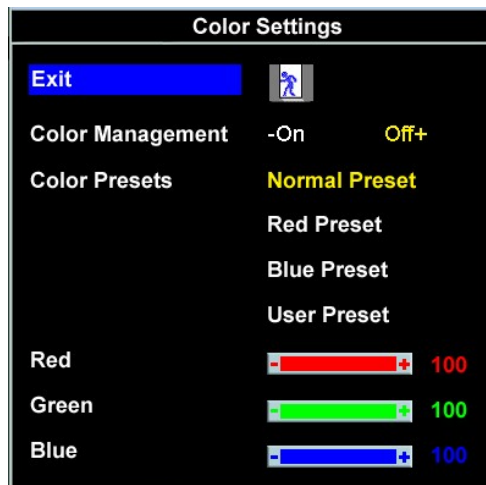 Color Settings
Exit
Color Management -On Off+
Color Presets Normal Preset
Red Preset
Blue Preset
User Preset
Red - + 100
Green - + 100
Blue - + 100